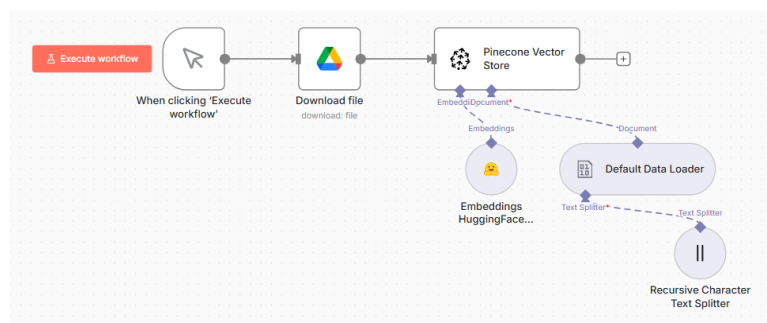 Execute workflow
When clicking ‘Execute
workflow’
Download file
download: file
Pinecone Vector
Store
Embeddi
Document*
Embeddings
Document
Embeddings
HuggingFace...
Default Data Loader
Text Splitter*
Text Splitter
Recursive Character
Text Splitter